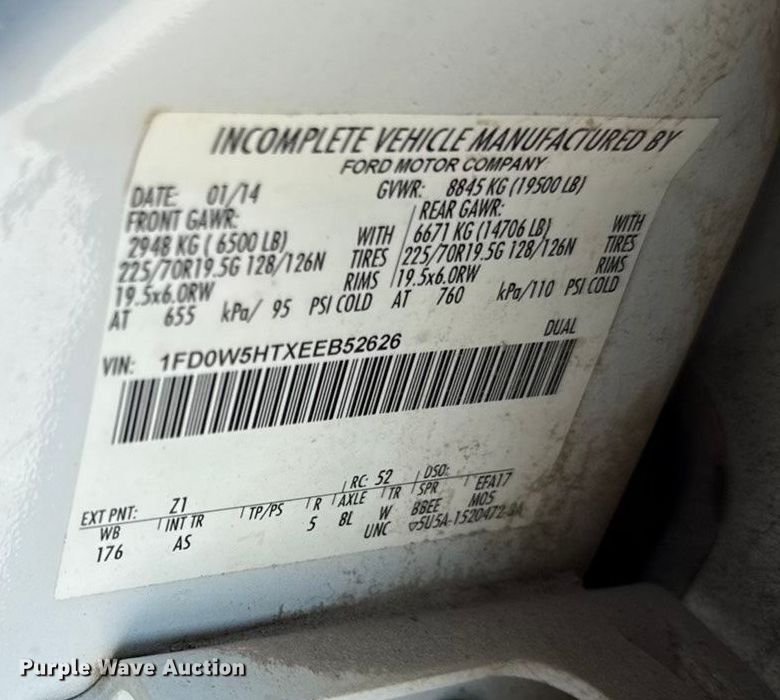 INCOMPLETE VEHICLE MANUFACTURED BY
FORD MOTOR COMPANY
DATE: 01/14 GVWR: 8845 KG (19500 LB)
FRONT GAWR: REAR GAWR:
2948 KG ( 6500 LB) WITH 6671 KG (14706 LB) WITH
225/70R19.5G 128/126N TIRES 225/70R19.5G 128/126N TIRES
19.5x6.0RW RIMS 19.5x6.0RW RIMS
AT 655 kPa/ 95 PSI COLD AT 760 kPa/110 PSI COLD
VIN: 1FD0W5HTXEEB52626 DUAL
EXT PNT: Z1 RC: 52 DSO:
WB INT TR TP/PS R AXLE TR SPR EFA17
176 AS 5 8L W BBEE M05
UNC 5U5A-1520472
Purple Wave Auction